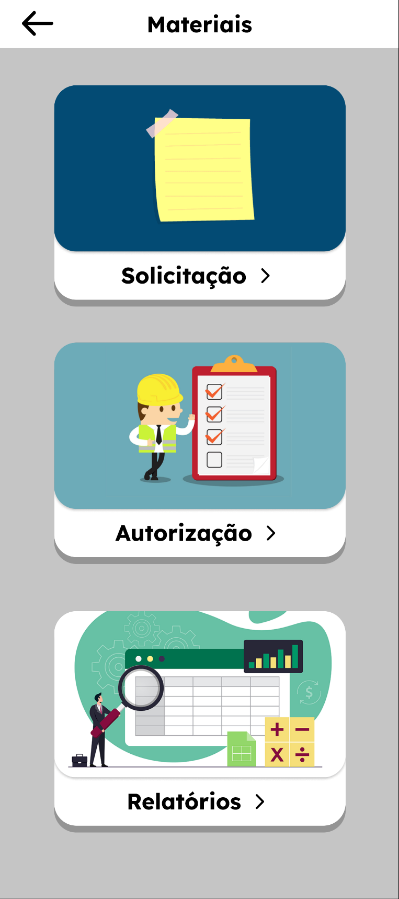 Materiais
Solicitação
Autorização
$
+ −
X ÷
Relatórios